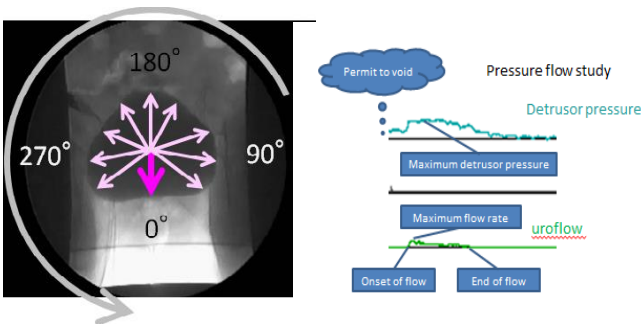 180°
270°
90°
0°
Permit to void
Pressure flow study
Detrusor pressure
Maximum detrusor pressure
Maximum flow rate
uroflow
Onset of flow
End of flow